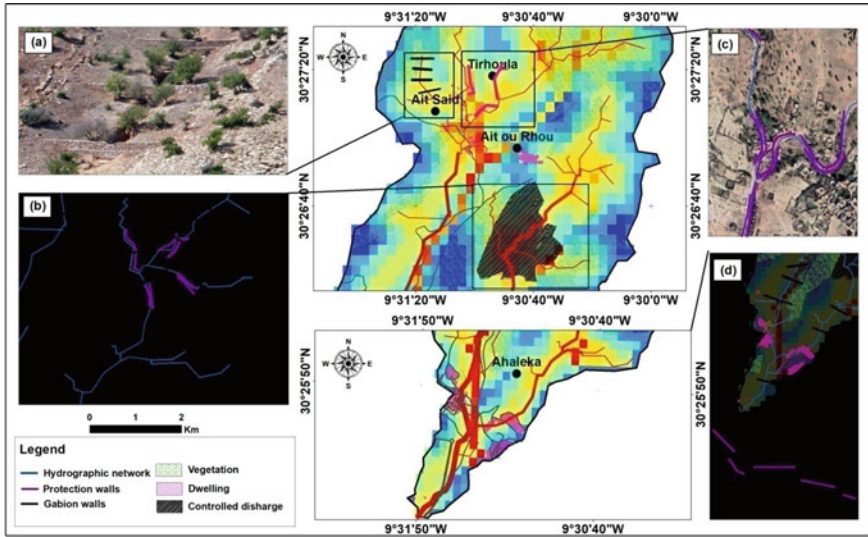 (a)
9°31'20"W 9°30'40"W 9°30'0"W
30°27'20"N
30°26'40"N
N
W E
S
Tirhoula
Ait Said
Ait ou Rhou
9°31'20"W 9°30'40"W 9°30'0"W
30°27'20"N
30°26'40"N
(c)
(b)
0 1 2
Km
Legend
Hydrographic network
Protection walls
Gabion walls
Vegetation
Dwelling
Controlled disharge
9°31'50"W 9°30'40"W
30°25'50"N
N
W E
S
Ahaleka
30°25'50"N
9°31'50"W 9°30'40"W
(d)